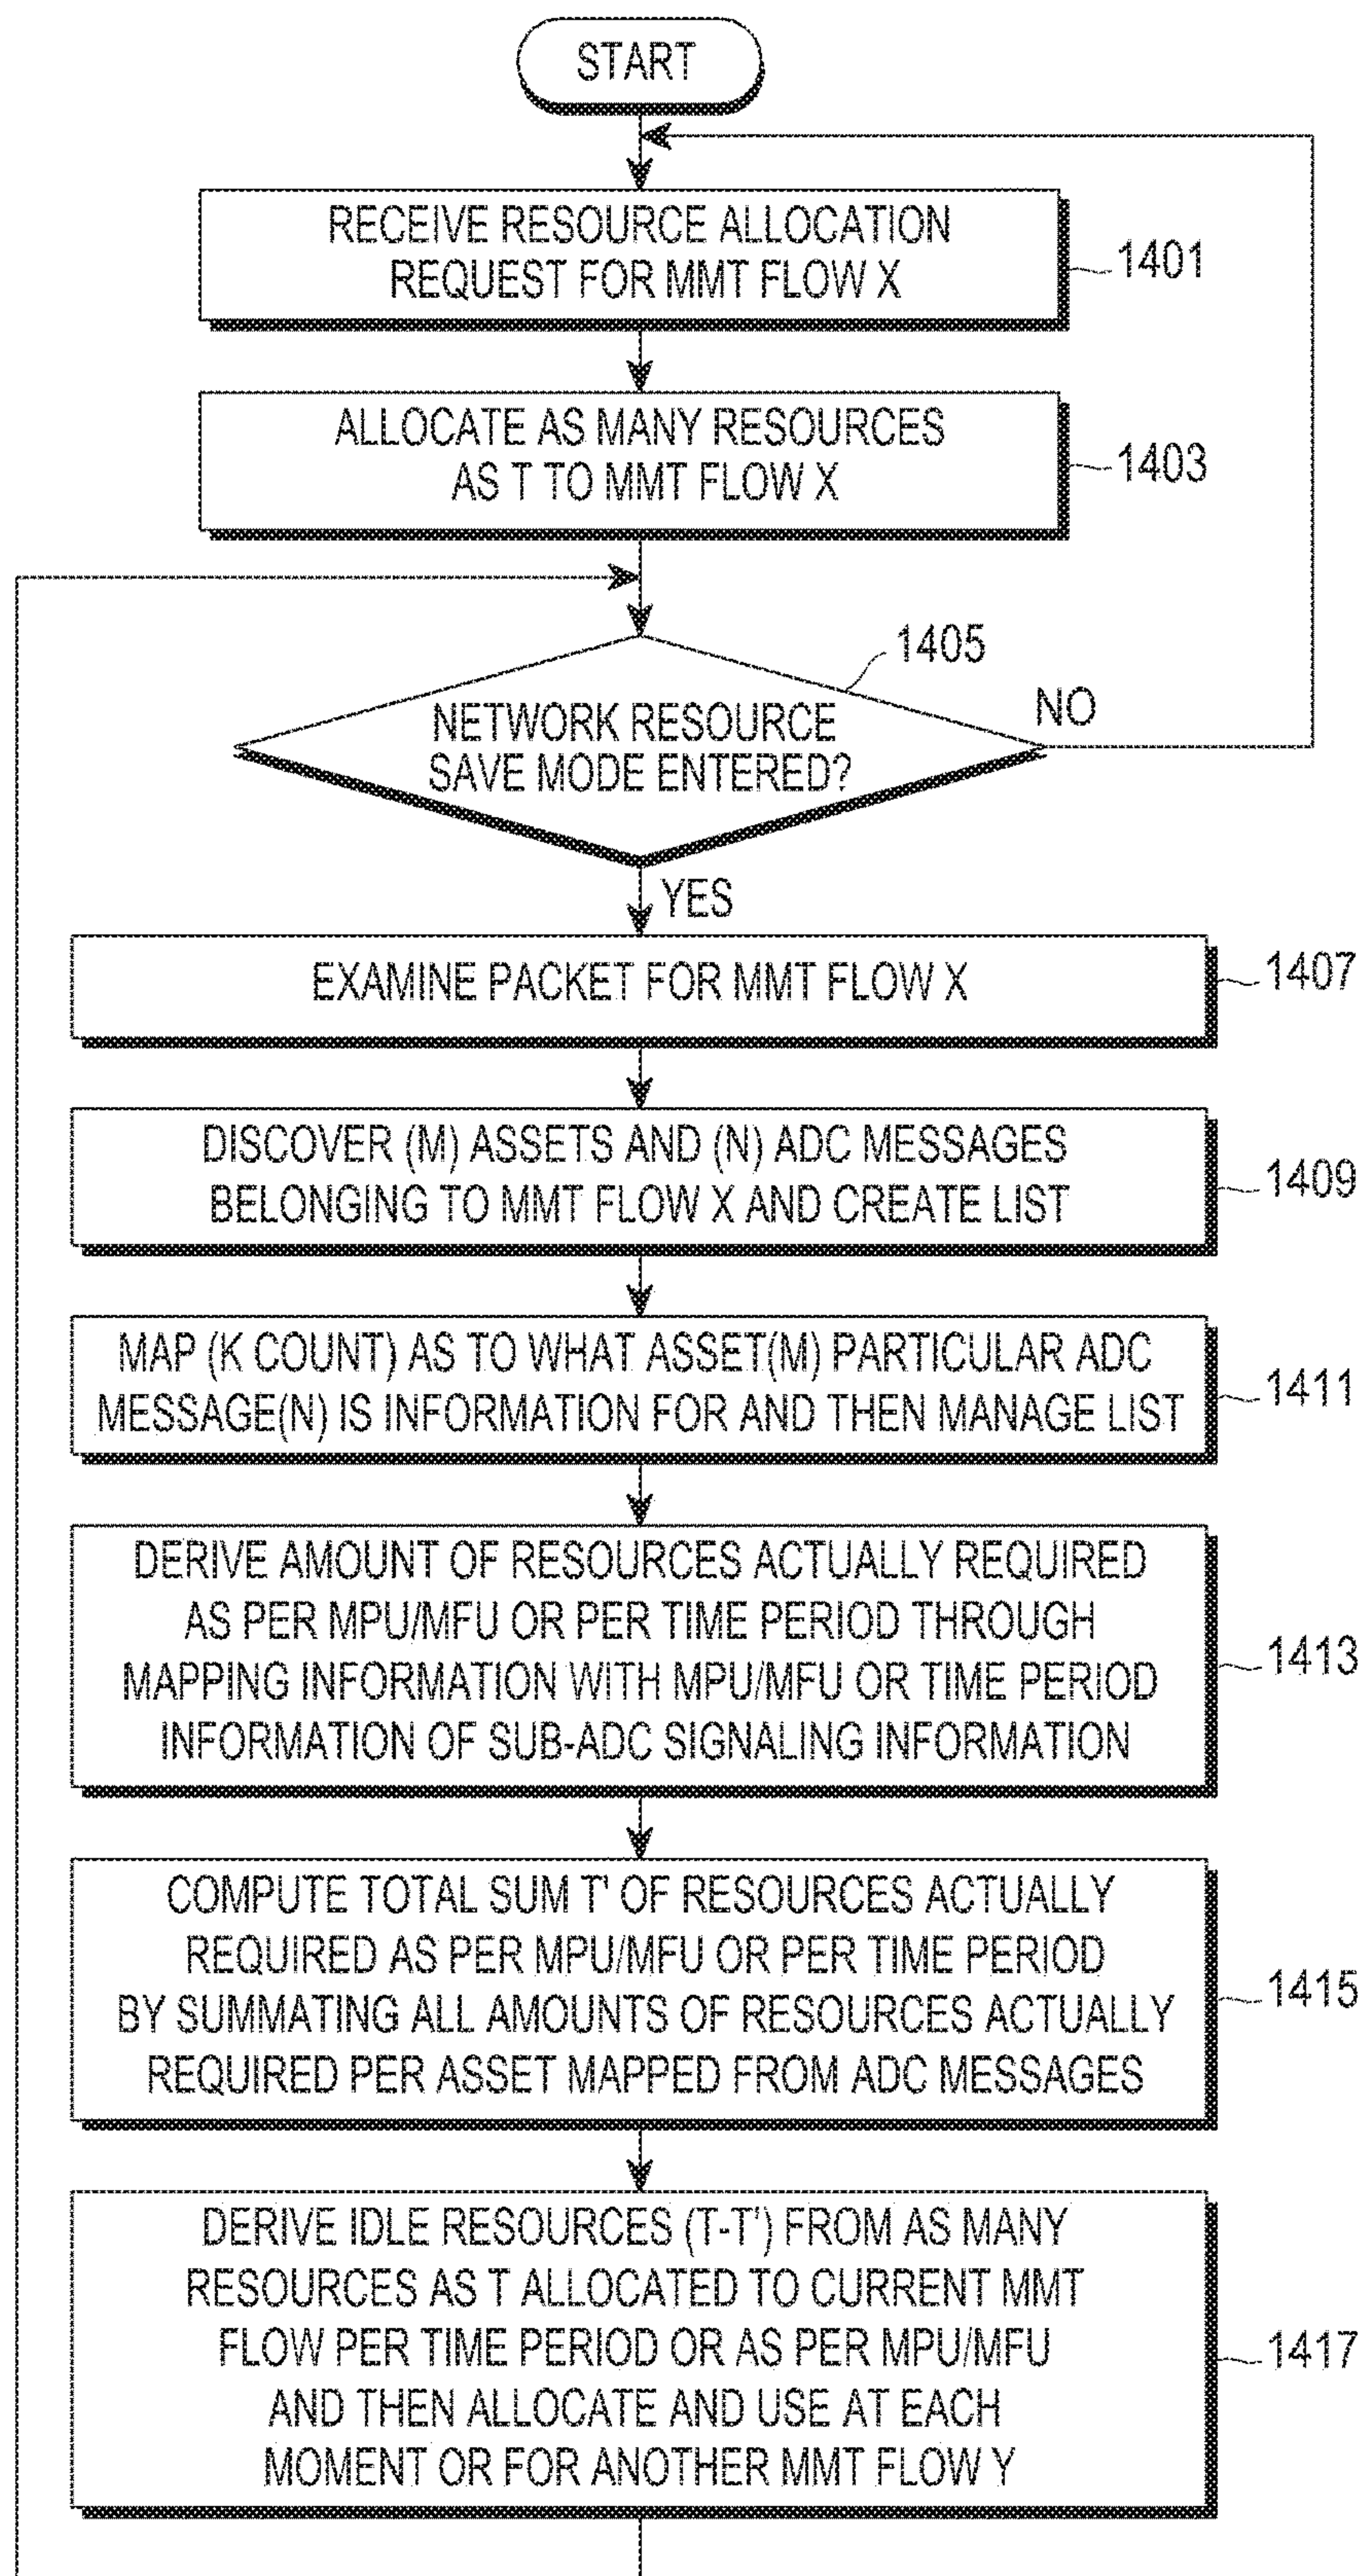 START
RECEIVE RESOURCE ALLOCATION
REQUEST FOR MMT FLOW X
1401
ALLOCATE AS MANY RESOURCES
AS T TO MMT FLOW X
1403
1405
NETWORK RESOURCE
SAVE MODE ENTERED?
NO
YES
EXAMINE PACKET FOR MMT FLOW X
1407
DISCOVER (M) ASSETS AND (N) ADC MESSAGES
BELONGING TO MMT FLOW X AND CREATE LIST
1409
MAP (K COUNT) AS TO WHAT ASSET(M) PARTICULAR ADC
MESSAGE(N) IS INFORMATION FOR AND THEN MANAGE LIST
1411
DERIVE AMOUNT OF RESOURCES ACTUALLY REQUIRED
AS PER MPU/MFU OR PER TIME PERIOD THROUGH
MAPPING INFORMATION WITH MPU/MFU OR TIME PERIOD
INFORMATION OF SUB-ADC SIGNALING INFORMATION
1413
COMPUTE TOTAL SUM T' OF RESOURCES ACTUALLY
REQUIRED AS PER MPU/MFU OR PER TIME PERIOD
BY SUMMATING ALL AMOUNTS OF RESOURCES ACTUALLY
REQUIRED PER ASSET MAPPED FROM ADC MESSAGES
1415
DERIVE IDLE RESOURCES (T-T') FROM AS MANY
RESOURCES AS T ALLOCATED TO CURRENT MMT
FLOW PER TIME PERIOD OR AS PER MPU/MFU
AND THEN ALLOCATE AND USE AT EACH
MOMENT OR FOR ANOTHER MMT FLOW Y
1417